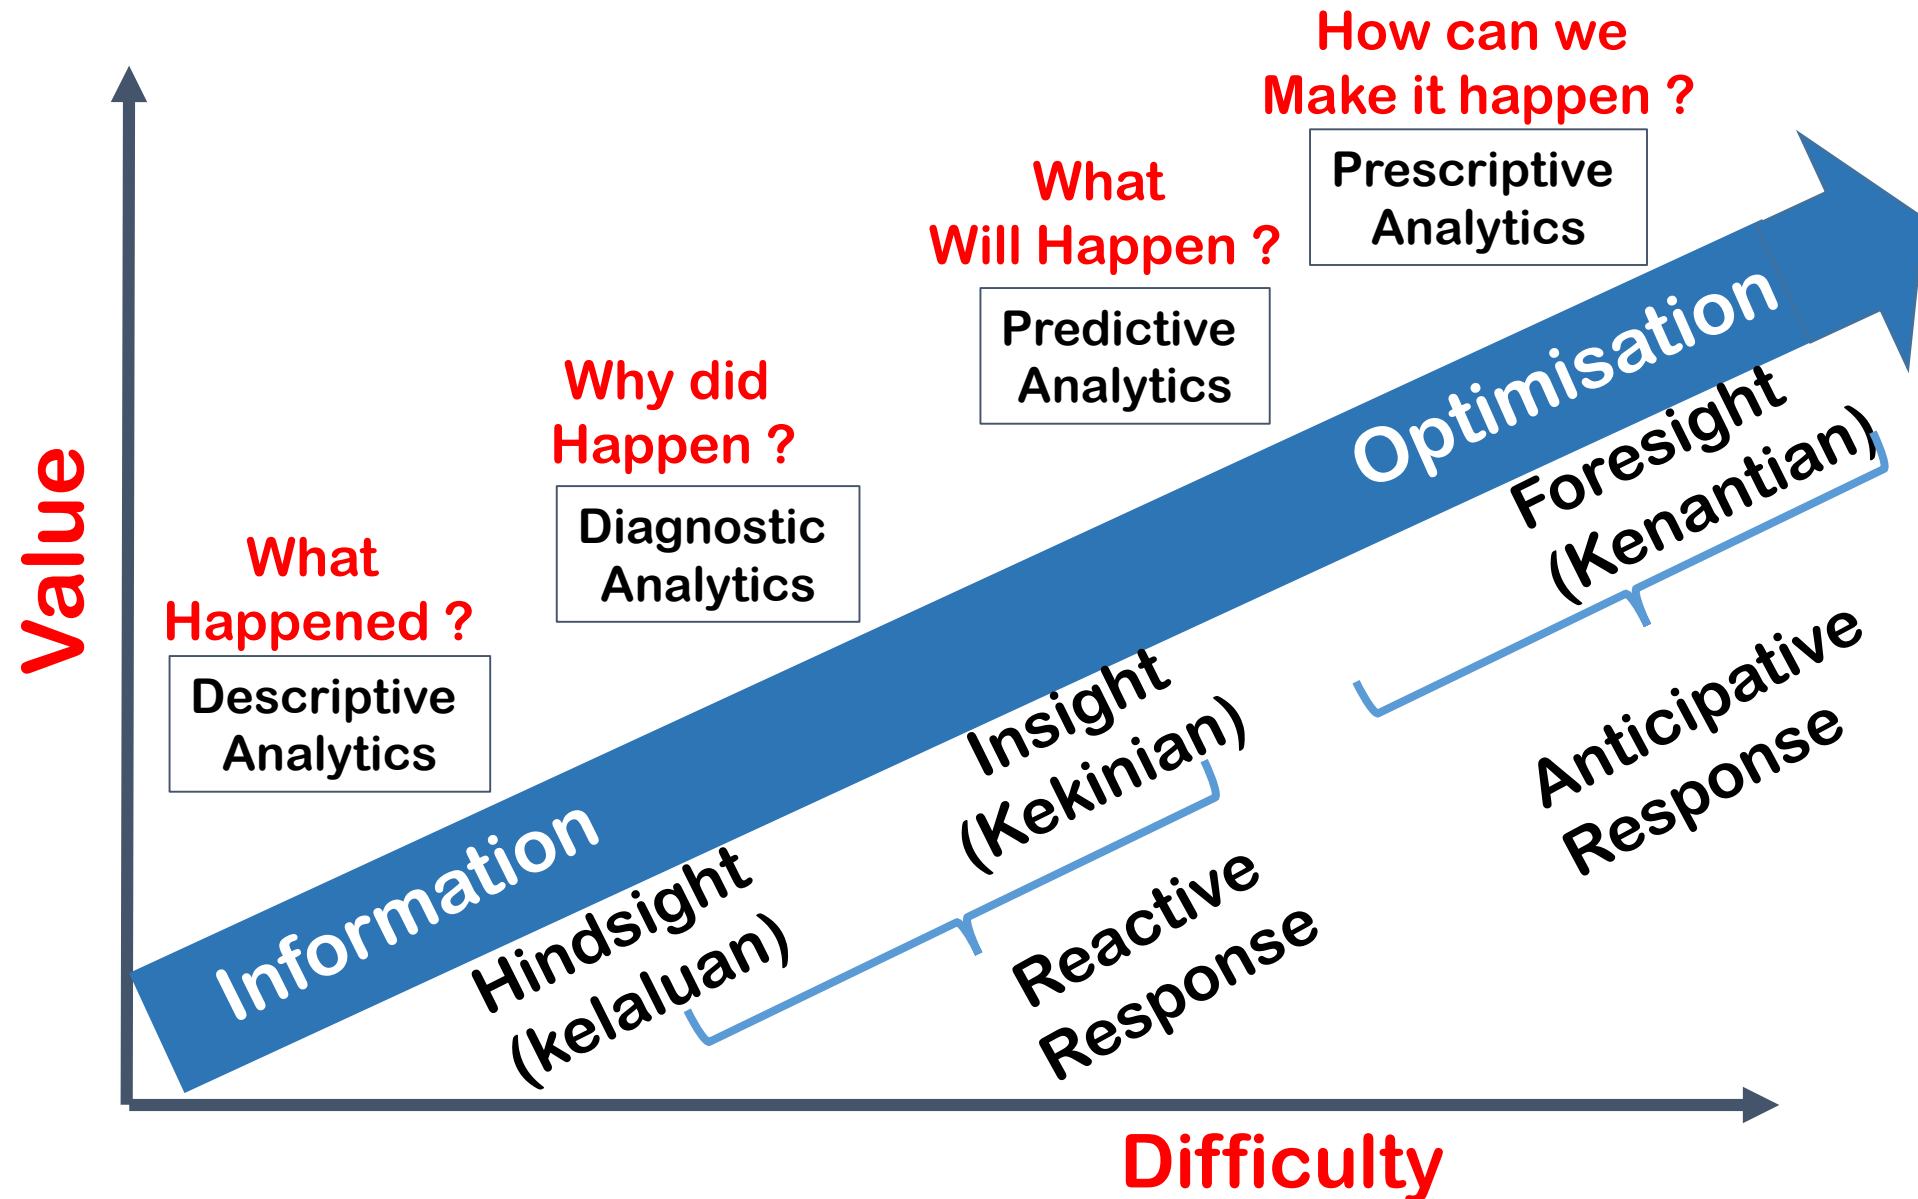 How can we
Make it happen ?
Prescriptive
Analytics
What
Will Happen ?
Predictive
Analytics
Why did
Happen ?
Diagnostic
Analytics
What
Happened ?
Descriptive
Analytics
Value
Information
Optimisation
Hindsight
(kelaluan)
Insight
(Kekinian)
Foresight
(Kenantian)
Reactive
Response
Anticipative
Response
Difficulty